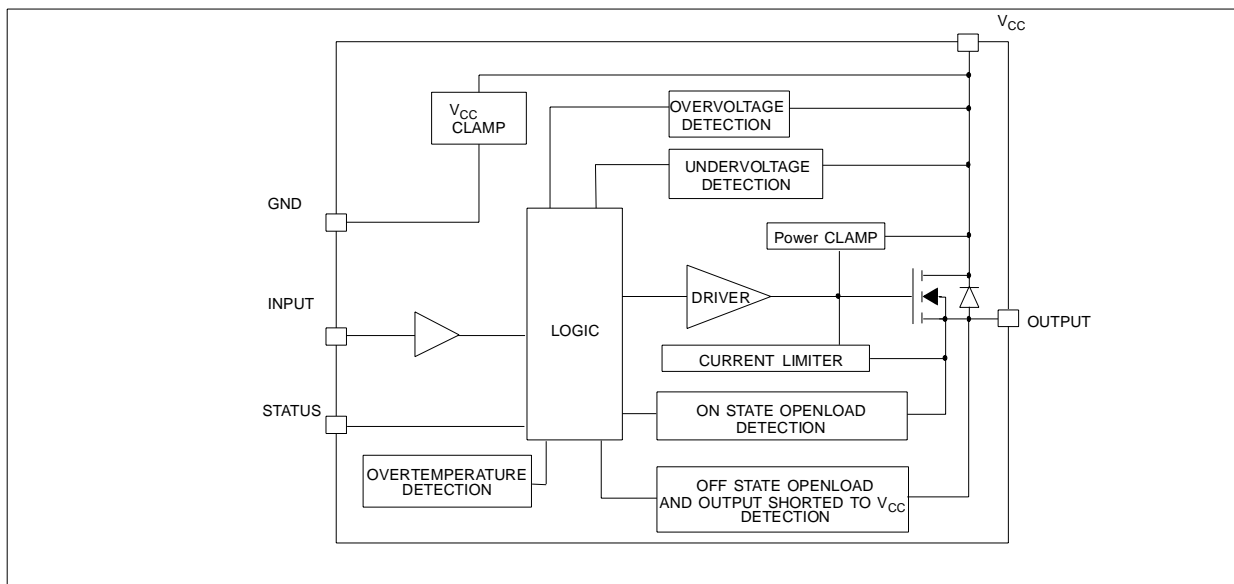 VCC
VCC
CLAMP
OVERVOLTAGE
DETECTION
UNDERVOLTAGE
DETECTION
GND
Power CLAMP
INPUT
DRIVER
LOGIC
OUTPUT
CURRENT LIMITER
STATUS
ON STATE OPENLOAD
DETECTION
OVERTEMPERATURE
DETECTION
OFF STATE OPENLOAD
AND OUTPUT SHORTED TO VCC
DETECTION